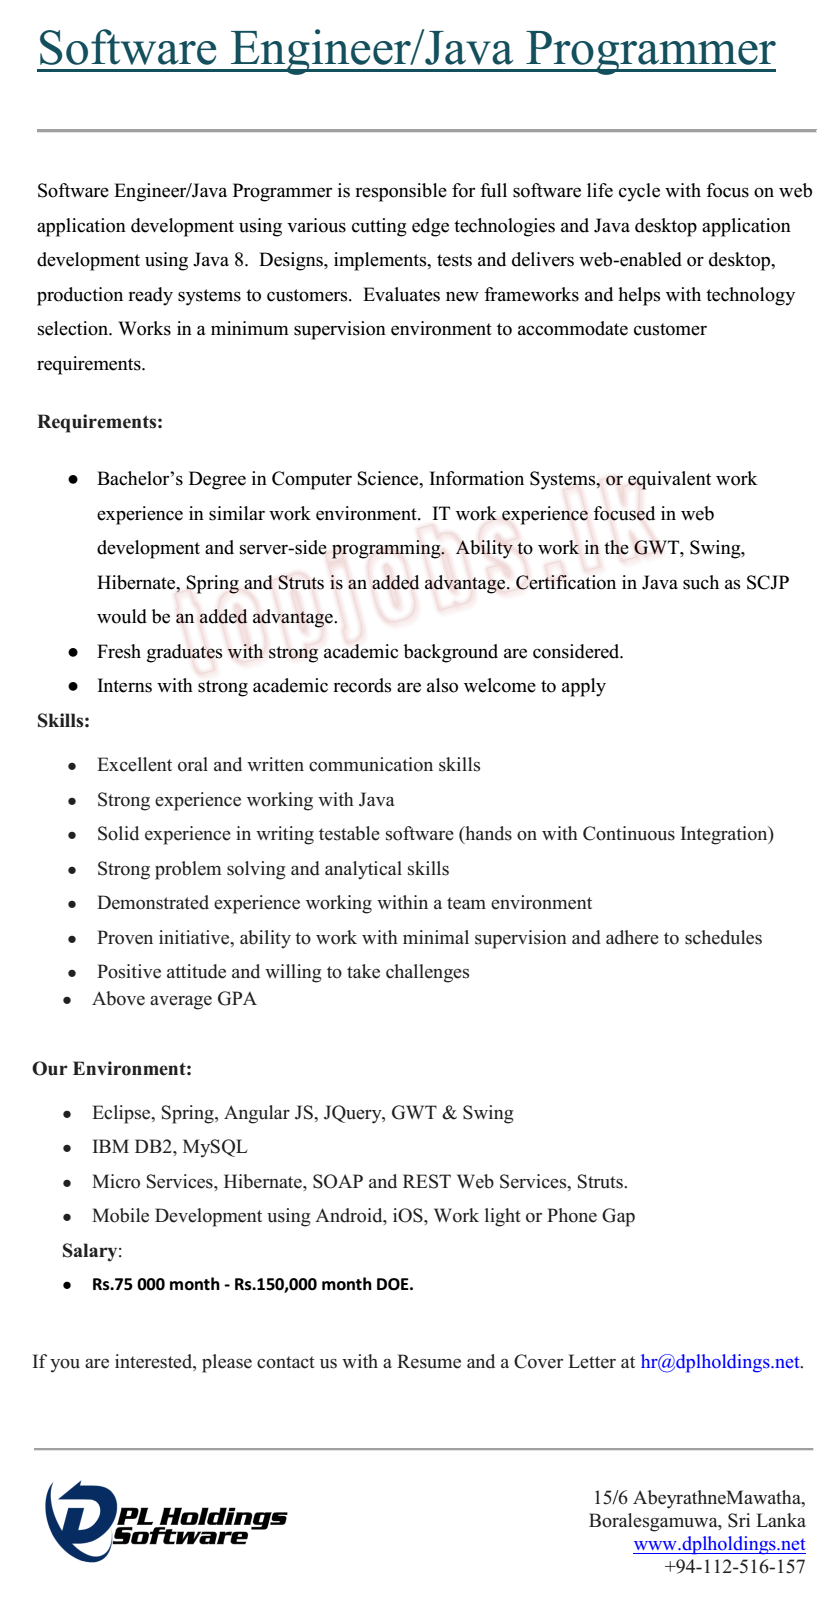 Software Engineer/Java Programmer
Software Engineer/Java Programmer is responsible for full software life cycle with focus on web
application development using various cutting edge technologies and Java desktop application
development using Java 8.  Designs, implements, tests and delivers web-enabled or desktop,
production ready systems to customers.  Evaluates new frameworks and helps with technology
selection. Works in a minimum supervision environment to accommodate customer
requirements.
Requirements:
● Bachelor’s Degree in Computer Science, Information Systems, or equivalent work
experience in similar work environment.  IT work experience focused in web
development and server-side programming.  Ability to work in the GWT, Swing,
Hibernate, Spring and Struts is an added advantage. Certification in Java such as SCJP
would be an added advantage.
● Fresh graduates with strong academic background are considered.
● Interns with strong academic records are also welcome to apply
topjobs.lk
Skills:
● Excellent oral and written communication skills
● Strong experience working with Java
● Solid experience in writing testable software (hands on with Continuous Integration)
● Strong problem solving and analytical skills
● Demonstrated experience working within a team environment
● Proven initiative, ability to work with minimal supervision and adhere to schedules
● Positive attitude and willing to take challenges
● Above average GPA
Our Environment:
● Eclipse, Spring, Angular JS, JQuery, GWT & Swing
● IBM DB2, MySQL
● Micro Services, Hibernate, SOAP and REST Web Services, Struts.
● Mobile Development using Android, iOS, Work light or Phone Gap
Salary:
● Rs.75 000 month - Rs.150,000 month DOE.
If you are interested, please contact us with a Resume and a Cover Letter at hr@dplholdings.net.
DPL Holdings
Software
15/6 AbeyrathneMawatha,
Boralesgamuwa, Sri Lanka
www.dplholdings.net
+94-112-516-157